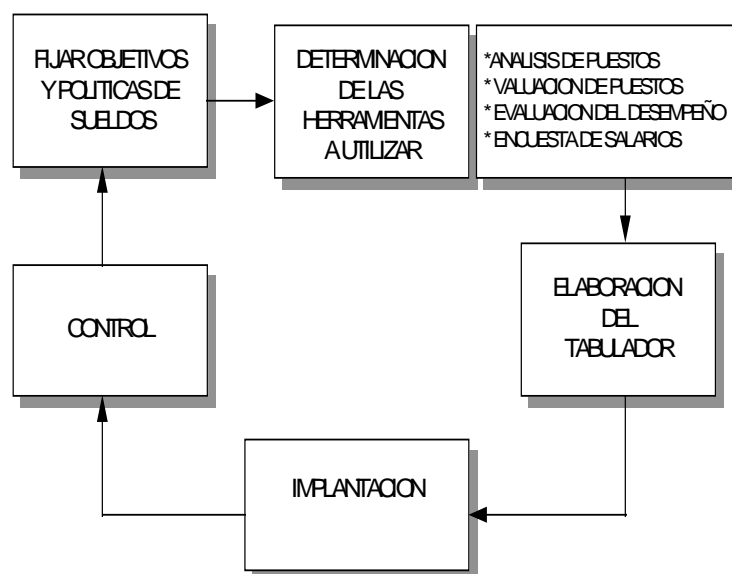 FIJAR OBJETIVOS
Y POLITICAS DE
SUELDOS
DETERMINACION
DE LAS
HERRAMIENTAS
A UTILIZAR
*ANALISIS DE PUESTOS
* VALUACION DE PUESTOS
* EVALUACION DEL DESEMPEÑO
* ENCUESTA DE SALARIOS
ELABORACION
DEL
TABULADOR
CONTROL
IMPLANTACION